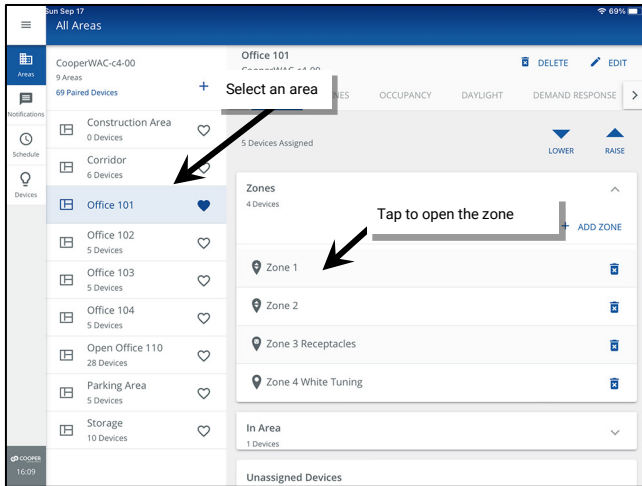 Sun Sep 17
69%
All Areas
Areas
Notifications
Schedule
Devices
COOPER
16:09
CooperWAC-c4-00
9 Areas
69 Paired Devices
+
Construction Area
0 Devices
Corridor
6 Devices
Office 101
Office 102
5 Devices
Office 103
5 Devices
Office 104
5 Devices
Open Office 110
28 Devices
Parking Area
5 Devices
Storage
10 Devices
Select an area
Office 101
CooperWAC-c4-00
DELETE
EDIT
OCCUPANCY
DAYLIGHT
DEMAND RESPONSE
5 Devices Assigned
LOWER
RAISE
Zones
4 Devices
Tap to open the zone
+ ADD ZONE
Zone 1
Zone 2
Zone 3 Receptacles
Zone 4 White Tuning
In Area
1 Devices
Unassigned Devices